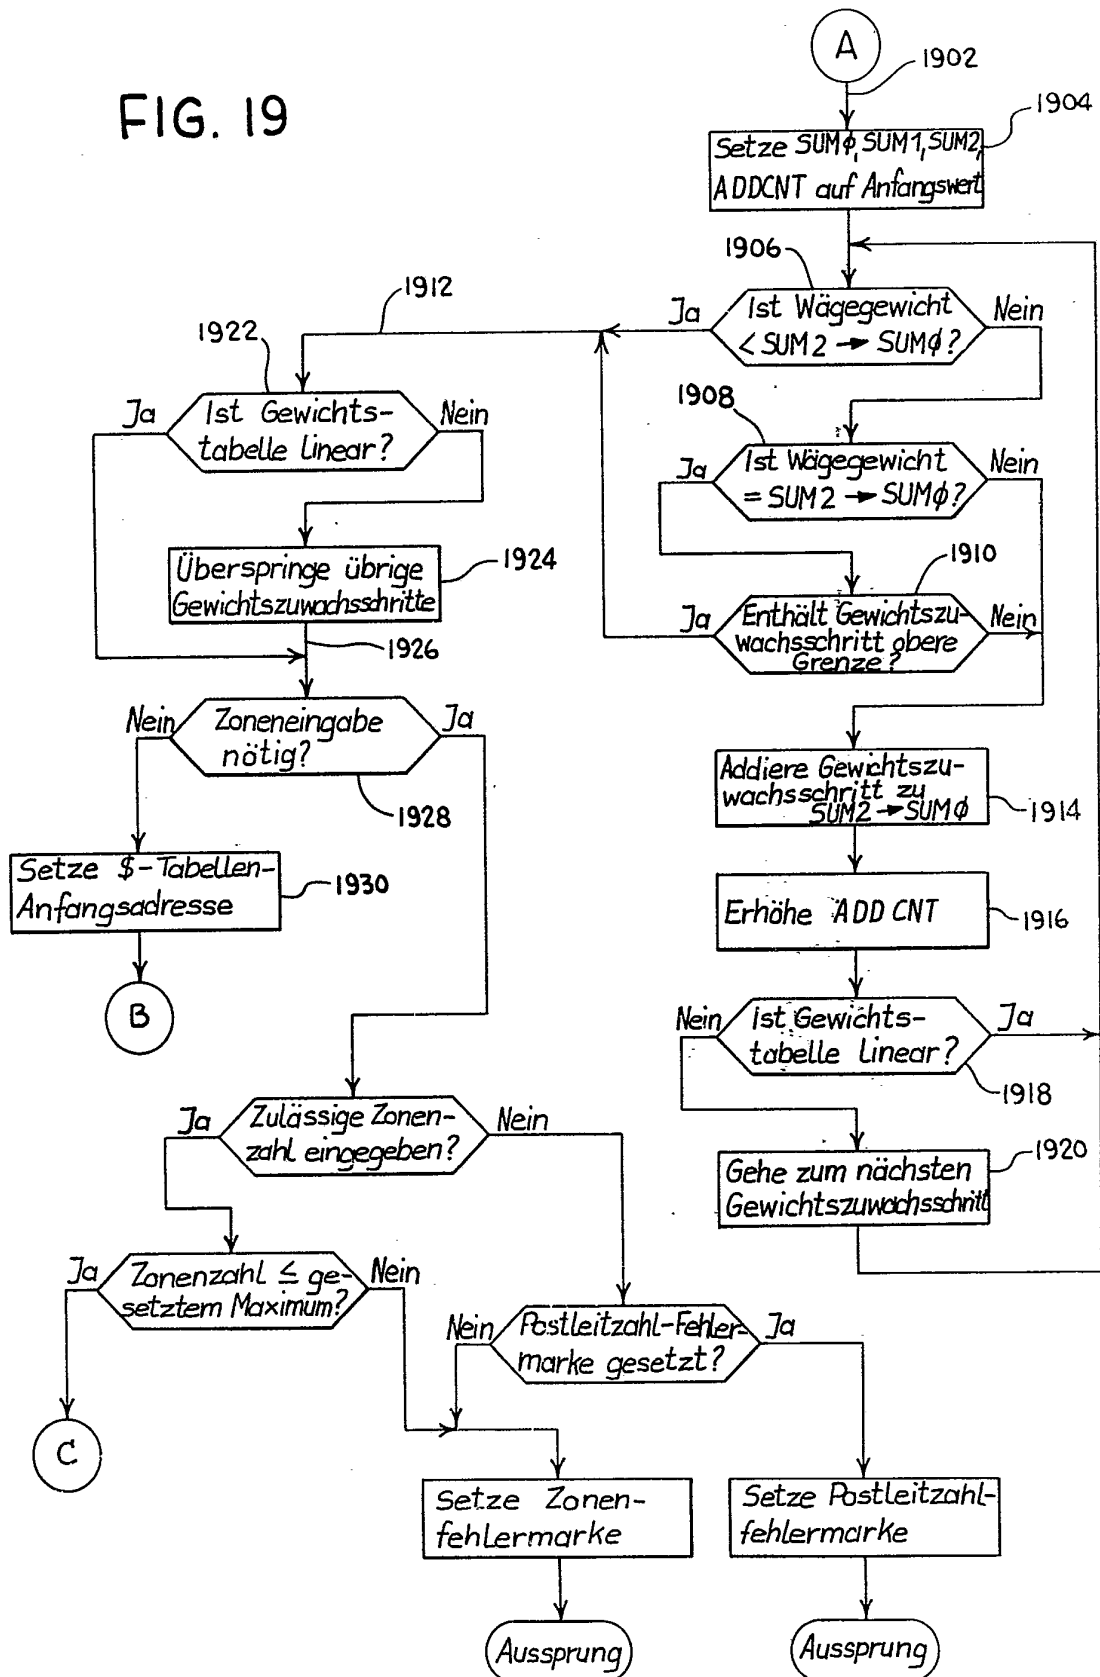 FIG. 19
A
1902
1904
Setze SUMϕ, SUM1, SUM2,
ADDCNT auf Anfangswert
1906
Ja
Ist Wägegewicht
< SUM2 → SUMϕ?
Nein
1912
1922
Ja
Ist Gewichts-
tabelle Linear?
Nein
1908
Ja
Ist Wägegewicht
= SUM2 → SUMϕ?
Nein
Überspringe übrige
Gewichtszuwachsschritte
1924
1926
1910
Ja
Enthält Gewichtszu-
wachsschritt obere
Grenze?
Nein
Nein
Zoneneingabe
nötig?
Ja
1928
Addiere Gewichtszu-
wachsschritt zu
SUM2 → SUMϕ
1914
Setze $-Tabellen-
Anfangsadresse
1930
Erhöhe ADD CNT
1916
B
Nein
Ist Gewichts-
tabelle Linear?
Ja
1918
Ja
Zulässige Zonen-
zahl eingegeben?
Nein
Gehe zum nächsten
Gewichtszuwachsschritt
1920
Ja
Zonenzahl ≤ ge-
setztem Maximum?
Nein
Nein
Postleitzahl-Fehler-
marke gesetzt?
Ja
C
Setze Zonen-
fehlermarke
Setze Postleitzahl-
fehlermarke
Aussprung
Aussprung